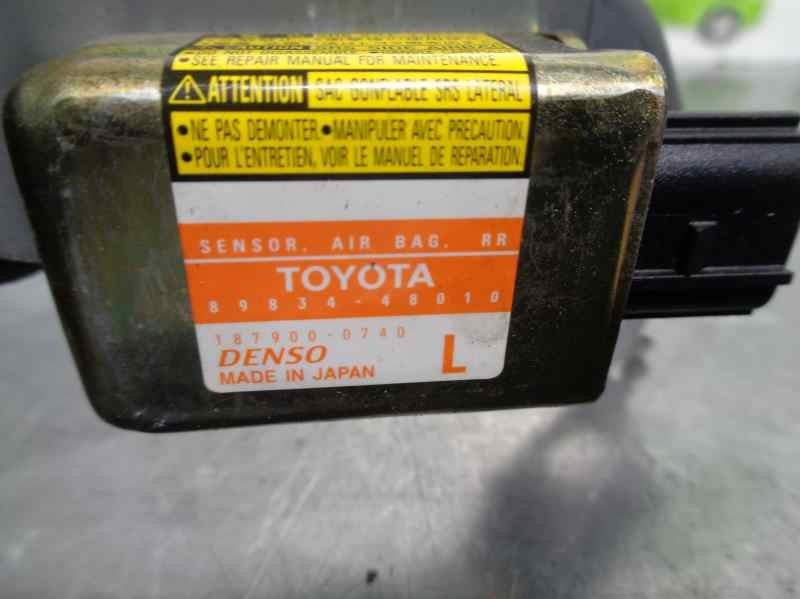 CAUTION
• SEE REPAIR MANUAL FOR MAINTENANCE.
ATTENTION SAC GONFLABLE SRS LATERAL
• NE PAS DEMONTER. • MANIPULER AVEC PRECAUTION.
• POUR L'ENTRETIEN, VOIR LE MANUEL DE REPARATION.
SENSOR, AIR BAG, RR
TOYOTA
89834-48010
187900-0740
DENSO
MADE IN JAPAN
L